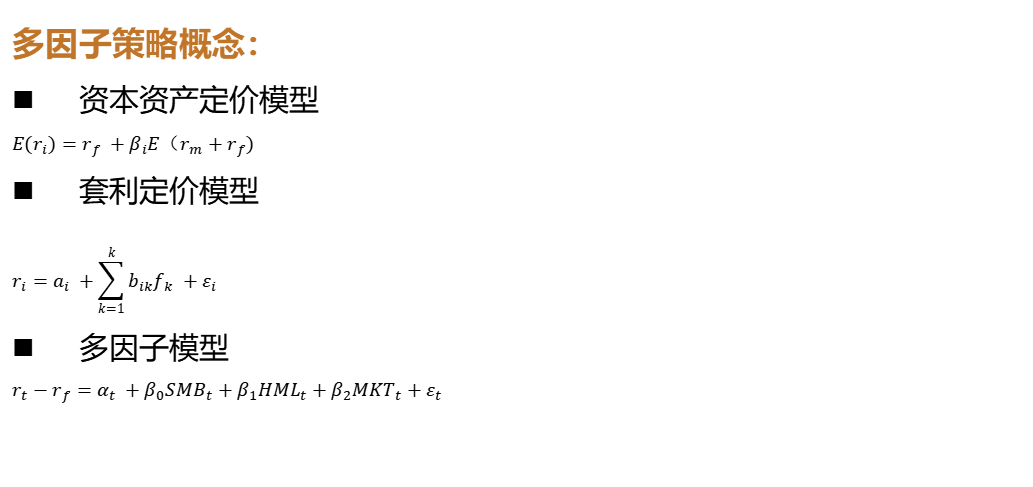 多因子策略概念：
■ 资本资产定价模型
E(r_i) = r_f + β_i E（r_m + r_f)
■ 套利定价模型
r_i = a_i + ∑_{k=1}^{k} b_{ik} f_k + ε_i
■ 多因子模型
r_t − r_f = α_t + β_0 SMB_t + β_1 HML_t + β_2 MKT_t + ε_t